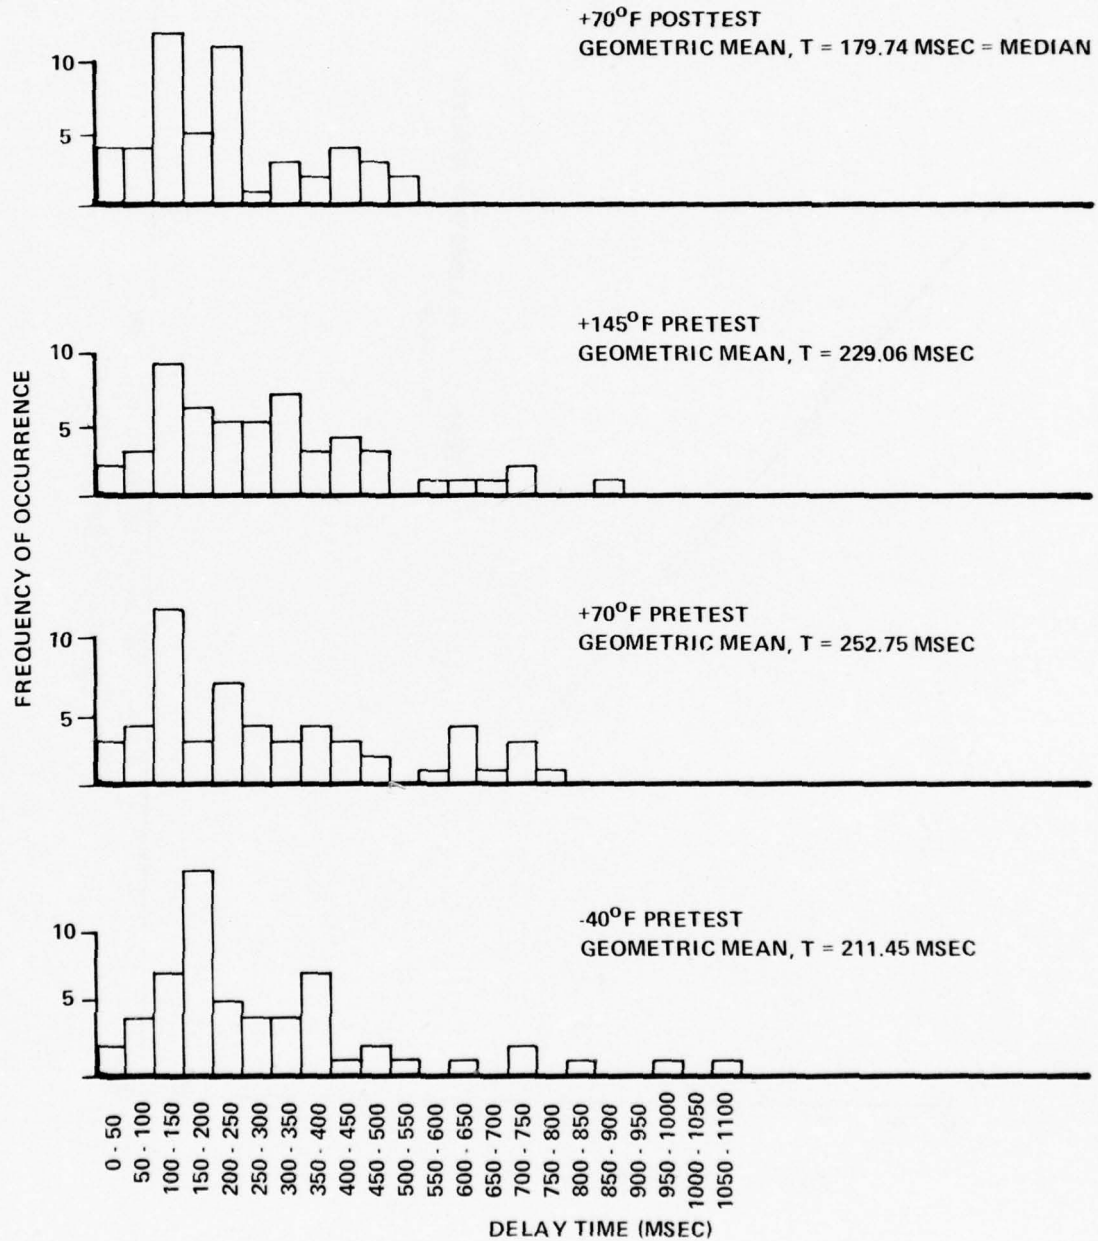 +70°F POSTTEST
GEOMETRIC MEAN, T = 179.74 MSEC = MEDIAN
10
5
+145°F PRETEST
GEOMETRIC MEAN, T = 229.06 MSEC
10
5
FREQUENCY OF OCCURRENCE
+70°F PRETEST
GEOMETRIC MEAN, T = 252.75 MSEC
10
5
-40°F PRETEST
GEOMETRIC MEAN, T = 211.45 MSEC
10
5
0 - 50
50 - 100
100 - 150
150 - 200
200 - 250
250 - 300
300 - 350
350 - 400
400 - 450
450 - 500
500 - 550
550 - 600
600 - 650
650 - 700
700 - 750
750 - 800
800 - 850
850 - 900
900 - 950
950 - 1000
1000 - 1050
1050 - 1100
DELAY TIME (MSEC)